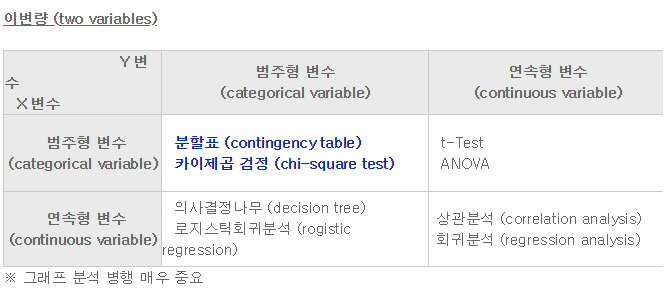 이변량 (two variables)
Y 변
수
X 변수
범주형 변수
(categorical variable)
연속형 변수
(continuous variable)
범주형 변수
(categorical variable)
분할표 (contingency table)
카이제곱 검정 (chi-square test)
t-Test
ANOVA
연속형 변수
(continuous variable)
의사결정나무 (decision tree)
로지스틱회귀분석 (rogistic
regression)
상관분석 (correlation analysis)
회귀분석 (regression analysis)
※ 그래프 분석 병행 매우 중요